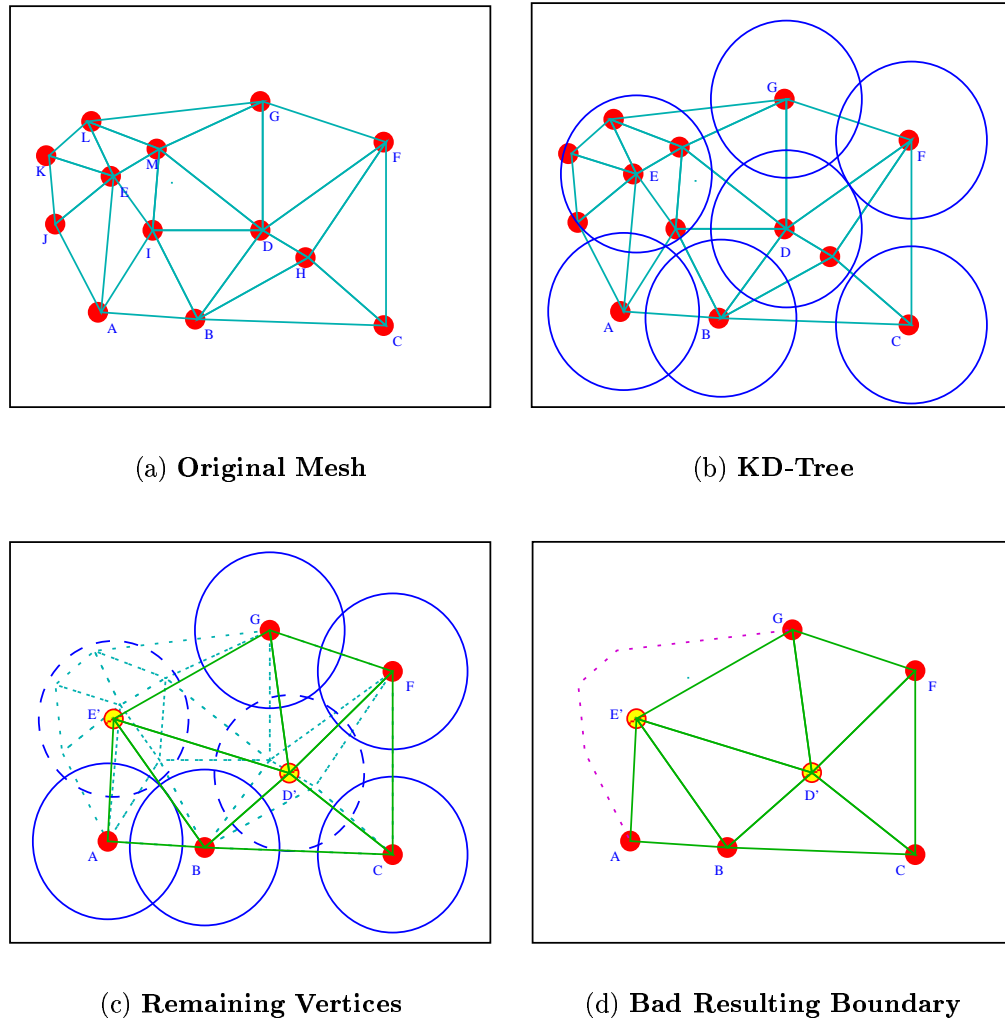 G
L
F
M
K
E
J
I
D
H
A
B
C
(a) Original Mesh
G
F
E
D
A
B
C
(b) KD-Tree
G
F
E'
D'
A
B
C
(c) Remaining Vertices
G
F
E'
D'
A
B
C
(d) Bad Resulting Boundary